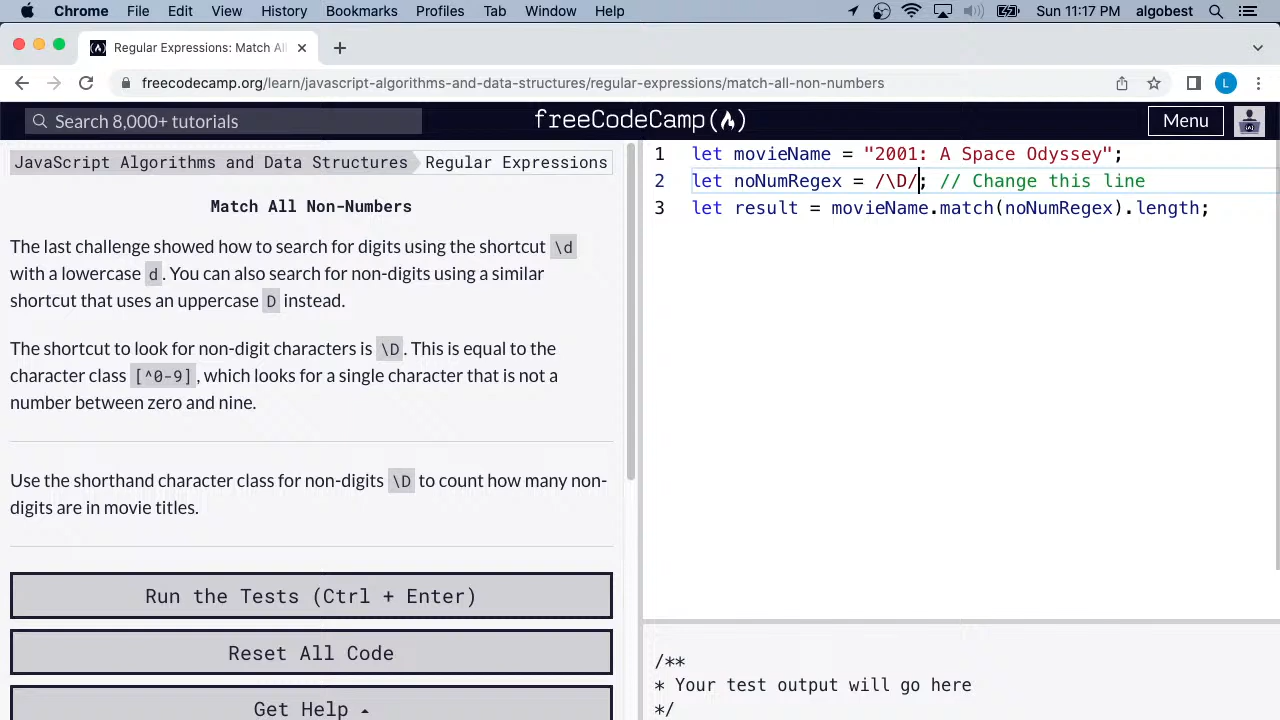 Chrome File Edit View History Bookmarks Profiles Tab Window Help Sun 11:17 PM algobest
Regular Expressions: Match All
freecodecamp.org/learn/javascript-algorithms-and-data-structures/regular-expressions/match-all-non-numbers L
Search 8,000+ tutorials
freeCodeCamp
Menu
JavaScript Algorithms and Data Structures Regular Expressions
Match All Non-Numbers
The last challenge showed how to search for digits using the shortcut \d
with a lowercase d. You can also search for non-digits using a similar
shortcut that uses an uppercase D instead.
The shortcut to look for non-digit characters is \D. This is equal to the
character class [^0-9], which looks for a single character that is not a
number between zero and nine.
Use the shorthand character class for non-digits \D to count how many non-
digits are in movie titles.
Run the Tests (Ctrl + Enter)
Reset All Code
Get Help
1 let movieName = "2001: A Space Odyssey";
2 let noNumRegex = /\D/; // Change this line
3 let result = movieName.match(noNumRegex).length;
/**
* Your test output will go here
*/